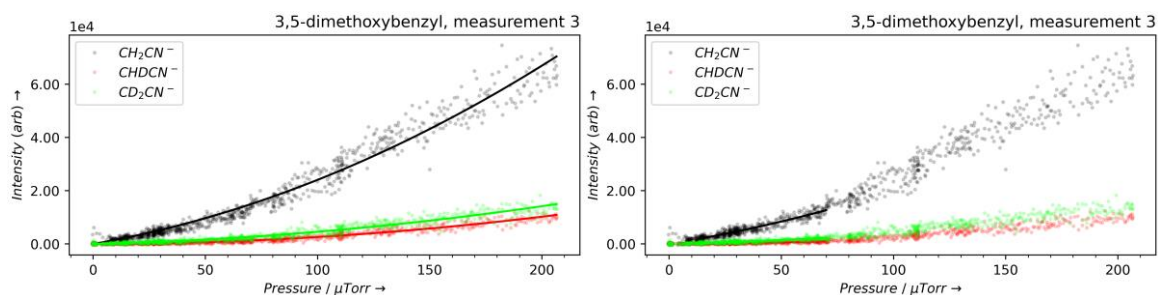 3,5-dimethoxybenzyl, measurement 3
1e4
CH₂CN⁻
CHDCN⁻
CD₂CN⁻
6.00
4.00
2.00
0.00
Intensity (arb) →
0 50 100 150 200
Pressure / μTorr →
3,5-dimethoxybenzyl, measurement 3
1e4
CH₂CN⁻
CHDCN⁻
CD₂CN⁻
6.00
4.00
2.00
0.00
Intensity (arb) →
0 50 100 150 200
Pressure / μTorr →